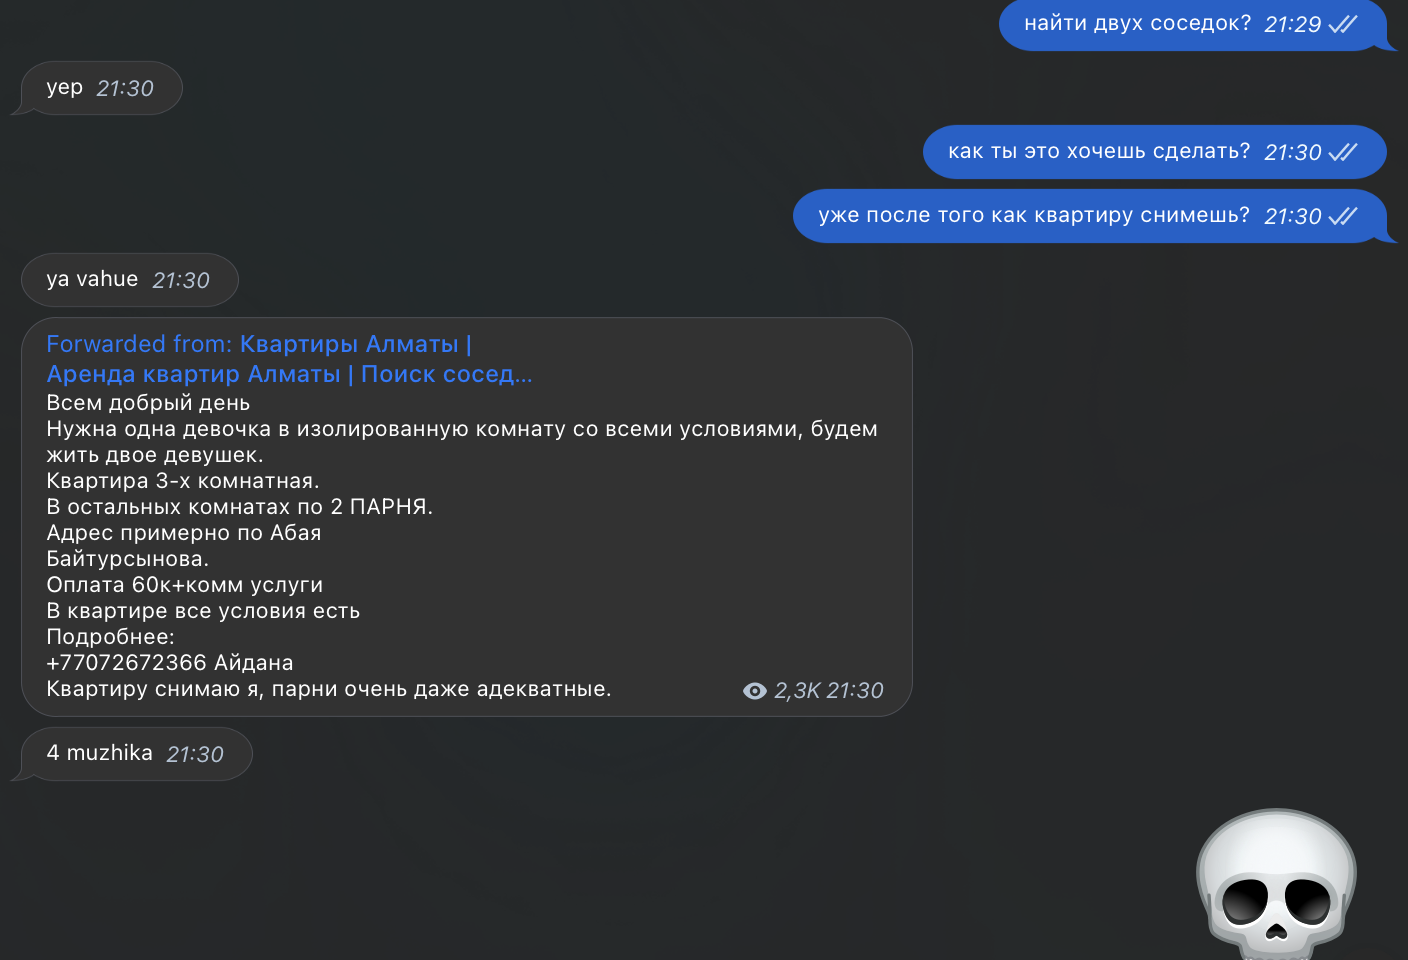 найти двух соседок? 21:29
yep 21:30
как ты это хочешь сделать? 21:30
уже после того как квартиру снимешь? 21:30
ya vahue 21:30
Forwarded from: Квартиры Алматы |
Аренда квартир Алматы | Поиск сосед...
Всем добрый день
Нужна одна девочка в изолированную комнату со всеми условиями, будем
жить двое девушек.
Квартира 3-х комнатная.
В остальных комнатах по 2 ПАРНЯ.
Адрес примерно по Абая
Байтурсынова.
Оплата 60к+комм услуги
В квартире все условия есть
Подробнее:
+77072672366 Айдана
Квартиру снимаю я, парни очень даже адекватные. 2,3K 21:30
4 muzhika 21:30